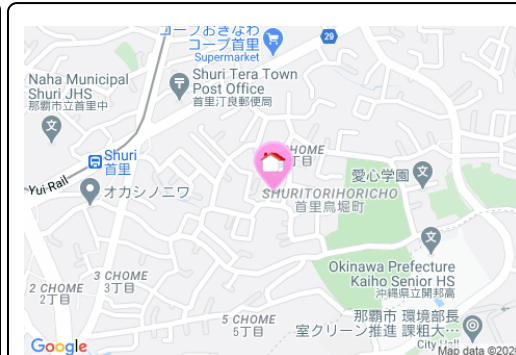 コープおきなわ
コープ首里
Supermarket
29
Naha Municipal
Shuri JHS
那覇市立首里中
Shuri Tera Town
Post Office
首里汀良郵便局
Shuri
首里
CHOME
丁目
愛心学園
Yui Rail
オカシノニワ
SHURITORIHORICHO
首里鳥堀町
Okinawa Prefecture
Kaiho Senior HS
沖縄県立開邦高
3 CHOME
3丁目
2 CHOME
2丁目
5 CHOME
5丁目
那覇市 環境部長
室クリーン推進 課粗大…
City Hall
Google
Map data ©202